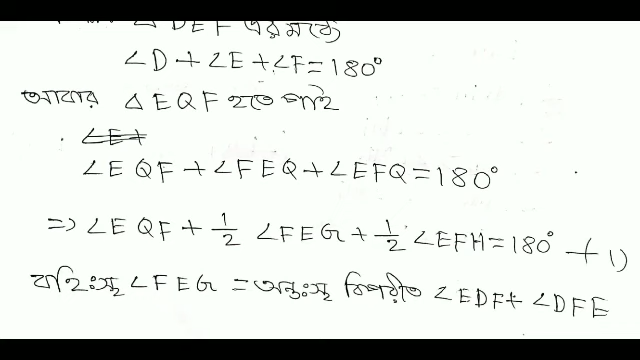 △DEF এর মধ্যে
∠D + ∠E + ∠F = 180°
আবার △EQF হতে পাই
∠E +
∠EQF + ∠FEQ + ∠EFQ = 180°
⇒ ∠EQF + 1/2 ∠FEG + 1/2 ∠EFH = 180° — (1)
বহিঃস্থ ∠FEG = অন্তঃস্থ বিপরীত ∠EDF + ∠DFE